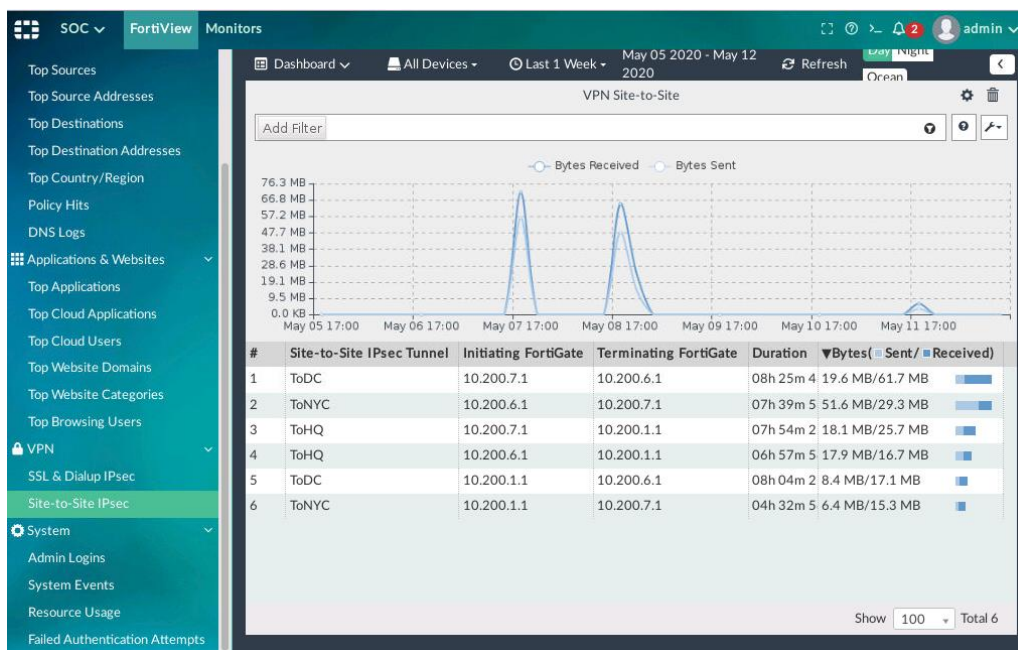 SOC FortiView Monitors 2 admin
Top Sources
Top Source Addresses
Top Destinations
Top Destination Addresses
Top Country/Region
Policy Hits
DNS Logs
Applications & Websites
Top Applications
Top Cloud Applications
Top Cloud Users
Top Website Domains
Top Website Categories
Top Browsing Users
VPN
SSL & Dialup IPsec
Site-to-Site IPsec
System
Admin Logins
System Events
Resource Usage
Failed Authentication Attempts
Dashboard All Devices Last 1 Week May 05 2020 - May 12 2020 Refresh Day Night Ocean
VPN Site-to-Site
Add Filter
Bytes Received Bytes Sent
76.3 MB
66.8 MB
57.2 MB
47.7 MB
38.1 MB
28.6 MB
19.1 MB
9.5 MB
0.0 KB
May 05 17:00 May 06 17:00 May 07 17:00 May 08 17:00 May 09 17:00 May 10 17:00 May 11 17:00
# Site-to-Site IPsec Tunnel Initiating FortiGate Terminating FortiGate Duration ▼Bytes(Sent/Received)
1 ToDC 10.200.7.1 10.200.6.1 08h 25m 4 19.6 MB/61.7 MB
2 ToNYC 10.200.6.1 10.200.7.1 07h 39m 5 51.6 MB/29.3 MB
3 ToHQ 10.200.7.1 10.200.1.1 07h 54m 2 18.1 MB/25.7 MB
4 ToHQ 10.200.6.1 10.200.1.1 06h 57m 5 17.9 MB/16.7 MB
5 ToDC 10.200.1.1 10.200.6.1 08h 04m 2 8.4 MB/17.1 MB
6 ToNYC 10.200.1.1 10.200.7.1 04h 32m 5 6.4 MB/15.3 MB
Show 100 Total 6